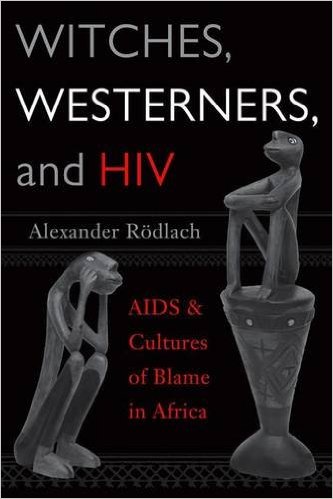 WITCHES,
WESTERNERS,
and HIV
Alexander Rödlach
AIDS &
Cultures
of Blame
in Africa